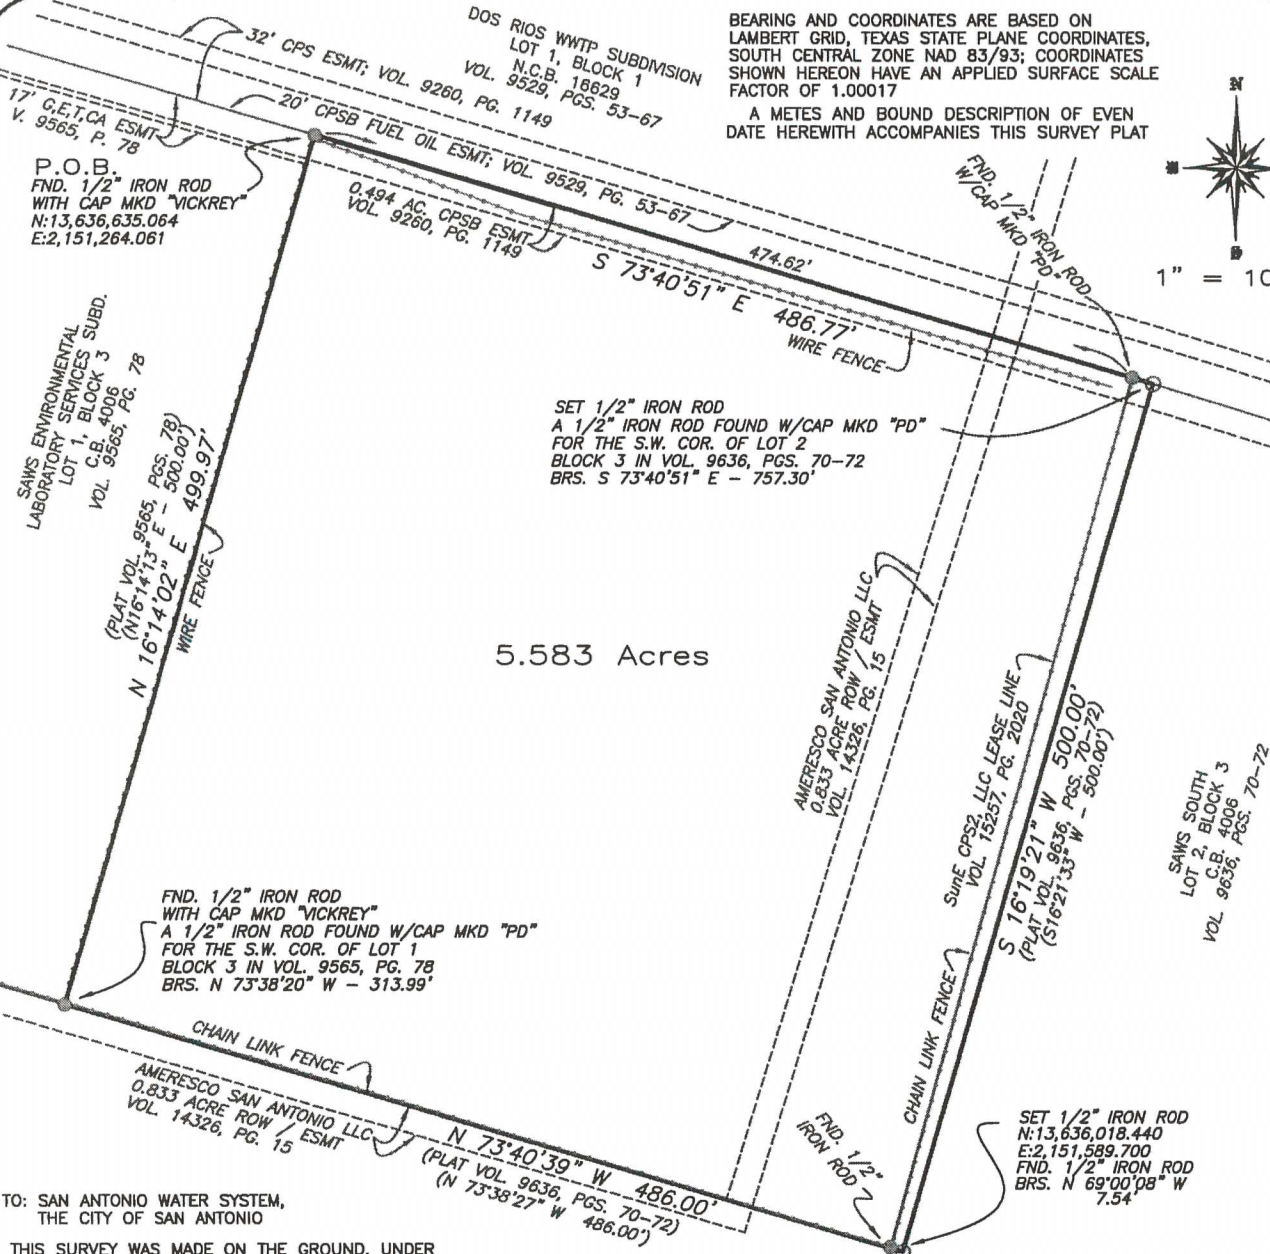 DOS RIOS WWTP SUBDIVISION
LOT 1, BLOCK 1
N.C.B. 18629
VOL. 9529, PGS. 53-67
BEARING AND COORDINATES ARE BASED ON
LAMBERT GRID, TEXAS STATE PLANE COORDINATES,
SOUTH CENTRAL ZONE NAD 83/93; COORDINATES
SHOWN HEREON HAVE AN APPLIED SURFACE SCALE
FACTOR OF 1.00017
A METES AND BOUND DESCRIPTION OF EVEN
DATE HEREWITH ACCOMPANIES THIS SURVEY PLAT
N
1" = 10
32' CPS ESMT; VOL. 9260, PG. 1149
20' CPSB FUEL OIL ESMT; VOL. 9529, PG. 53-67
17' G,E,T,CA ESMT
V. 9565, P. 78
P.O.B.
FND. 1/2" IRON ROD
WITH CAP MKD "VICKREY"
N:13,636,635.064
E:2,151,264.061
0.494 AC. CPSB ESMT
VOL. 9260, PG. 1149
474.62'
S 73°40'51" E 486.77'
WIRE FENCE
FND. 1/2" IRON ROD
W/CAP MKD "PD"
SET 1/2" IRON ROD
A 1/2" IRON ROD FOUND W/CAP MKD "PD"
FOR THE S.W. COR. OF LOT 2
BLOCK 3 IN VOL. 9636, PGS. 70-72
BRS. S 73°40'51" E - 757.30'
SAWS ENVIRONMENTAL
LABORATORY SERVICES SUBD.
LOT 1, BLOCK 3
C.B. 4006
VOL. 9565, PG. 78
(PLAT VOL. 9565, PGS. 78)
(N16°14'13" E - 500.00')
N 16°14'02" E 499.97'
WIRE FENCE
5.583 Acres
AMERESCO SAN ANTONIO LLC
0.833 ACRE ROW / ESMT
VOL. 14326, PG. 15
SunE CPS2, LLC LEASE LINE
VOL. 15257, PG. 2020
S 16°19'21" W 500.00'
(PLAT VOL. 9636, PGS. 70-72)
(S16°21'33" W - 500.00')
CHAIN LINK FENCE
SAWS SOUTH
LOT 2, BLOCK 3
C.B. 4006
VOL. 9636, PGS. 70-72
FND. 1/2" IRON ROD
WITH CAP MKD "VICKREY"
A 1/2" IRON ROD FOUND W/CAP MKD "PD"
FOR THE S.W. COR. OF LOT 1
BLOCK 3 IN VOL. 9565, PG. 78
BRS. N 73°38'20" W - 313.99'
CHAIN LINK FENCE
AMERESCO SAN ANTONIO LLC
0.833 ACRE ROW / ESMT
VOL. 14326, PG. 15
N 73°40'39" W 486.00'
(PLAT VOL. 9636, PGS. 70-72)
(N 73°38'27" W 486.00')
FND. 1/2"
IRON ROD
SET 1/2" IRON ROD
N:13,636,018.440
E:2,151,589.700
FND. 1/2" IRON ROD
BRS. N 69°00'08" W
7.54'
TO: SAN ANTONIO WATER SYSTEM,
THE CITY OF SAN ANTONIO
THIS SURVEY WAS MADE ON THE GROUND, UNDER